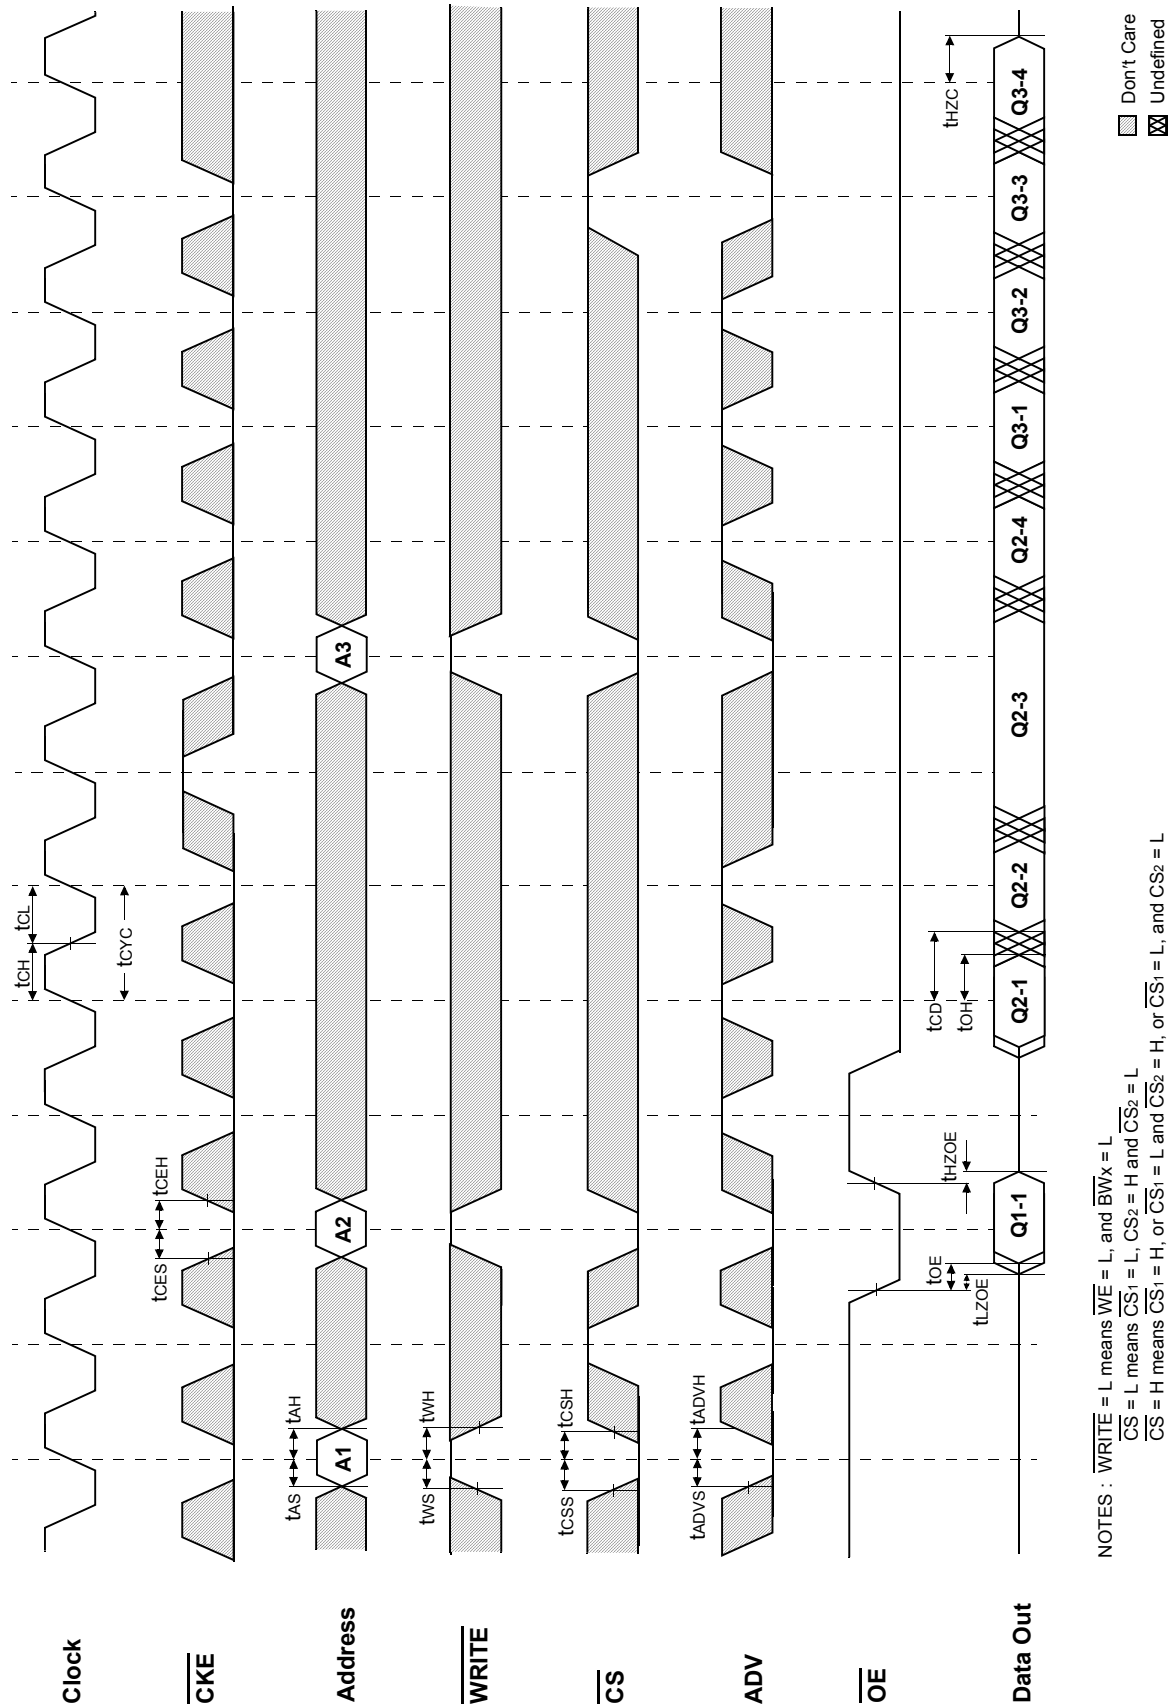 Clock
tCH
tCL
tCYC
CKE
tCES
tCEH
Address
tAS
tAH
A1
A2
A3
WRITE
tWS
tWH
CS
tCSS
tCSH
ADV
tADVS
tADVH
OE
tOE
tLZOE
tHZOE
tCD
tOH
tHZC
Data Out
Q1-1
Q2-1
Q2-2
Q2-3
Q2-4
Q3-1
Q3-2
Q3-3
Q3-4
NOTES : WRITE = L means WE = L, and BWx = L
CS = L means CS1 = L, CS2 = H and CS2 = L
CS = H means CS1 = H, or CS1 = L and CS2 = H, or CS1 = L, and CS2 = L
Don't Care
Undefined